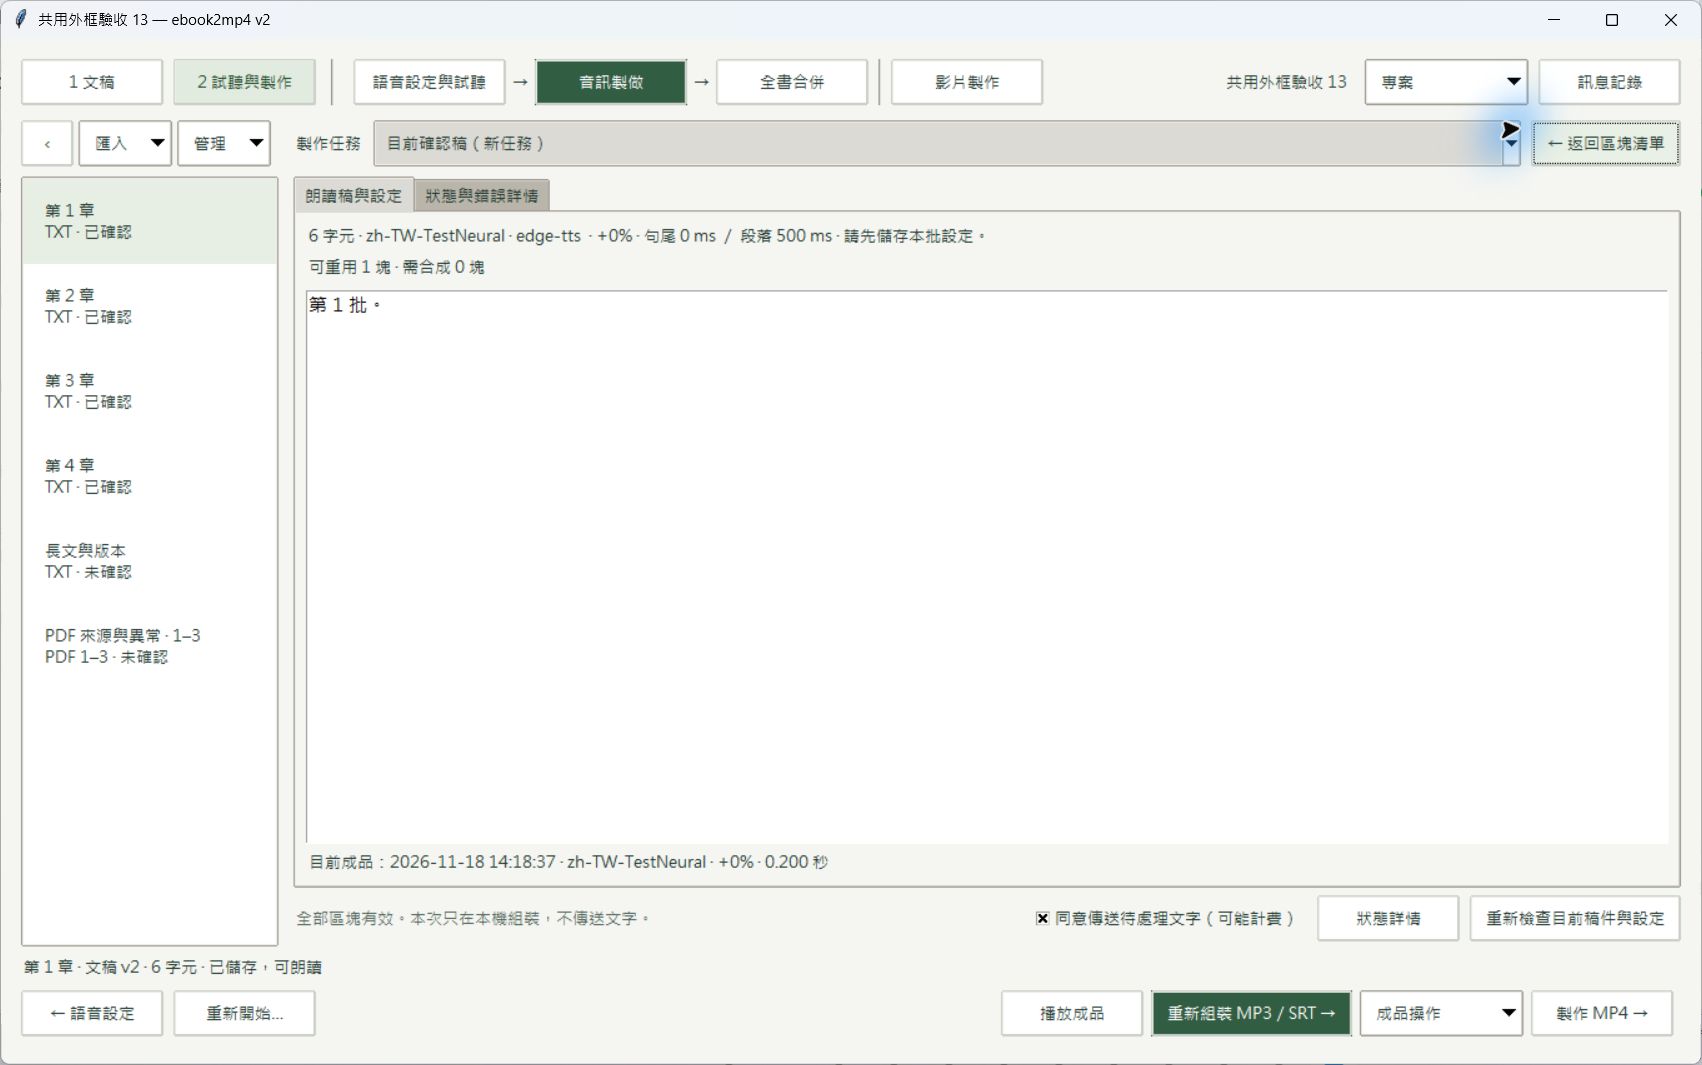 共用外框驗收 13 — ebook2mp4 v2
1 文稿
2 試聽與製作
語音設定與試聽
→
音訊製做
→
全書合併
影片製作
共用外框驗收 13
專案
訊息記錄
‹
匯入
管理
製作任務
目前確認稿（新任務）
← 返回區塊清單
第 1 章
TXT · 已確認
第 2 章
TXT · 已確認
第 3 章
TXT · 已確認
第 4 章
TXT · 已確認
長文與版本
TXT · 未確認
PDF 來源與異常 · 1–3
PDF 1–3 · 未確認
朗讀稿與設定
狀態與錯誤詳情
6 字元 · zh-TW-TestNeural · edge-tts · +0% · 句尾 0 ms / 段落 500 ms · 請先儲存本批設定。
可重用 1 塊 · 需合成 0 塊
第 1 批。
目前成品：2026-11-18 14:18:37 · zh-TW-TestNeural · +0% · 0.200 秒
全部區塊有效。本次只在本機組裝，不傳送文字。
同意傳送待處理文字（可能計費）
狀態詳情
重新檢查目前稿件與設定
第 1 章 · 文稿 v2 · 6 字元 · 已儲存，可朗讀
← 語音設定
重新開始...
播放成品
重新組裝 MP3 / SRT →
成品操作
製作 MP4 →